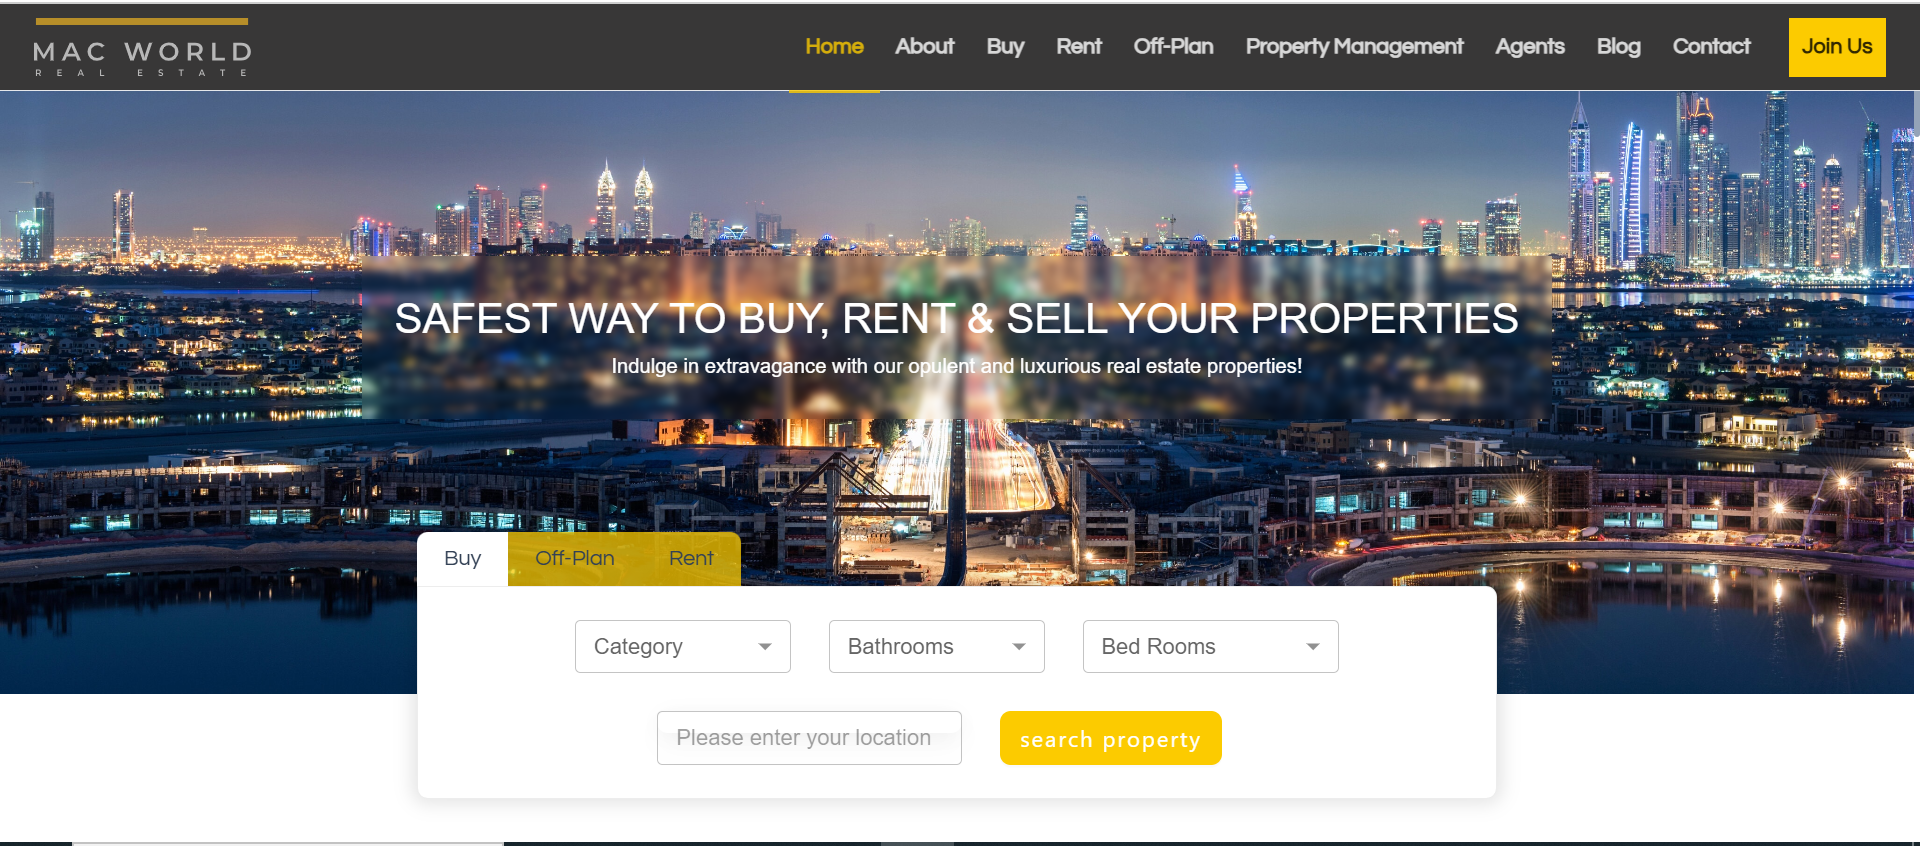 MAC WORLD
REAL ESTATE
Home About Buy Rent Off-Plan Property Management Agents Blog Contact Join Us
SAFEST WAY TO BUY, RENT & SELL YOUR PROPERTIES
Indulge in extravagance with our opulent and luxurious real estate properties!
Buy Off-Plan Rent
Category Bathrooms Bed Rooms
Please enter your location search property